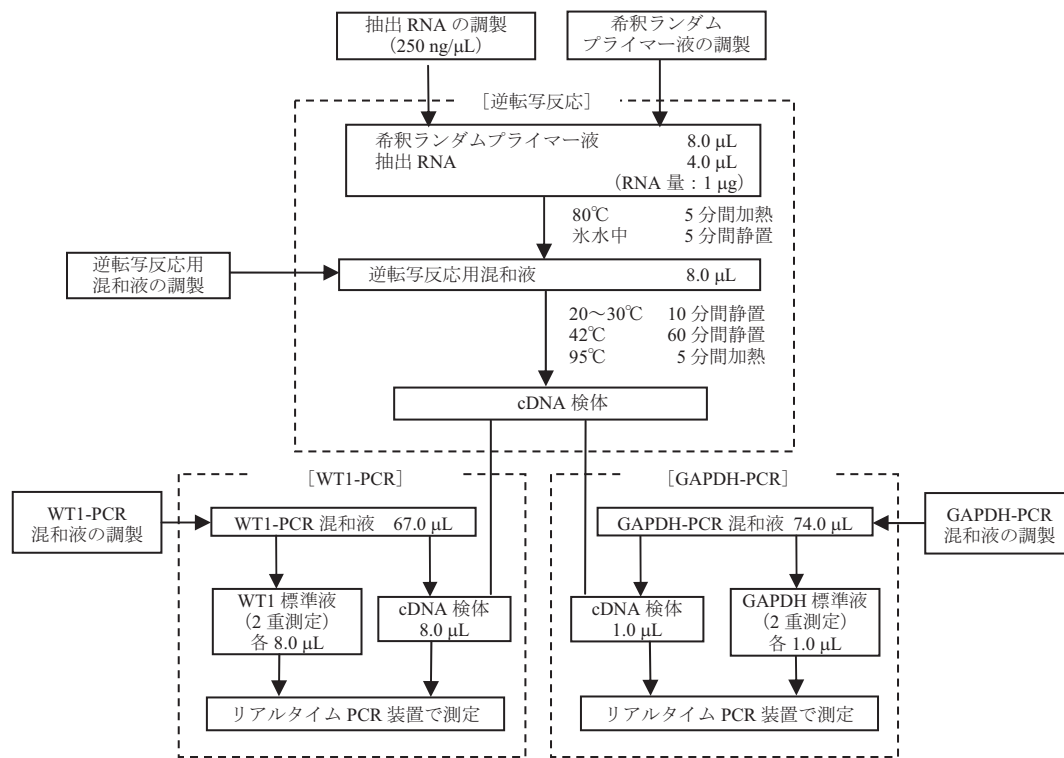 抽出 RNA の調製
（250 ng/μL）
希釈ランダム
プライマー液の調製
［逆転写反応］
希釈ランダムプライマー液 8.0 μL
抽出 RNA 4.0 μL
（RNA 量：1 μg）
80℃ 5 分間加熱
氷水中 5 分間静置
逆転写反応用
混和液の調製
逆転写反応用混和液 8.0 μL
20～30℃ 10 分間静置
42℃ 60 分間静置
95℃ 5 分間加熱
cDNA 検体
［WT1-PCR］
［GAPDH-PCR］
WT1-PCR
混和液の調製
WT1-PCR 混和液 67.0 μL
GAPDH-PCR 混和液 74.0 μL
GAPDH-PCR
混和液の調製
WT1 標準液
（2 重測定）
各 8.0 μL
cDNA 検体
8.0 μL
cDNA 検体
1.0 μL
GAPDH 標準液
（2 重測定）
各 1.0 μL
リアルタイム PCR 装置で測定
リアルタイム PCR 装置で測定